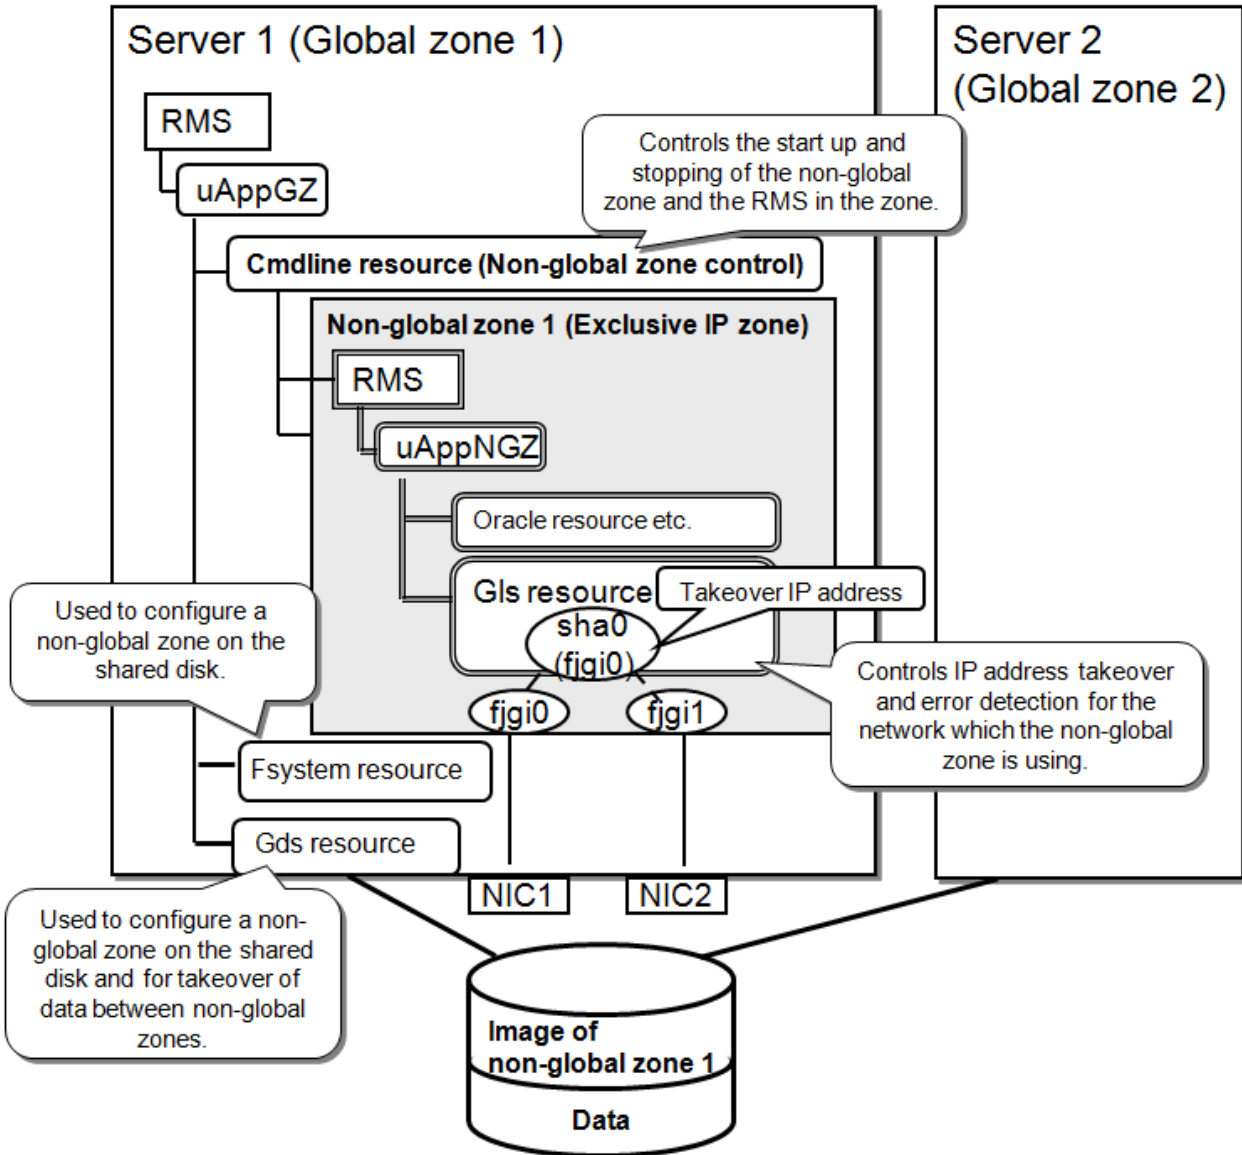 Server 1 (Global zone 1)
Server 2
(Global zone 2)
RMS
uAppGZ
Controls the start up and
stopping of the non-global
zone and the RMS in the zone.
Cmdline resource (Non-global zone control)
Non-global zone 1 (Exclusive IP zone)
RMS
uAppNGZ
Oracle resource etc.
Gls resource
Takeover IP address
sha0
(fjgi0)
fjgi0
fjgi1
Used to configure a
non-global zone on the
shared disk.
Controls IP address takeover
and error detection for the
network which the non-global
zone is using.
Fsystem resource
Gds resource
NIC1
NIC2
Used to configure a non-
global zone on the shared
disk and for takeover of
data between non-global
zones.
Image of
non-global zone 1
Data